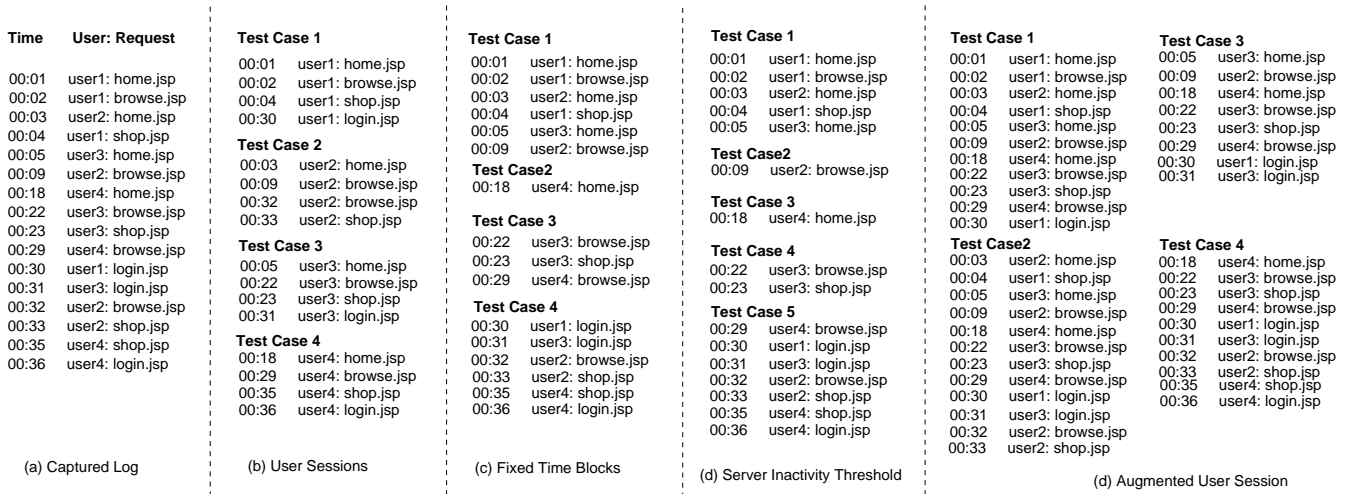 Time User: Request
00:01 user1: home.jsp
00:02 user1: browse.jsp
00:03 user2: home.jsp
00:04 user1: shop.jsp
00:05 user3: home.jsp
00:09 user2: browse.jsp
00:18 user4: home.jsp
00:22 user3: browse.jsp
00:23 user3: shop.jsp
00:29 user4: browse.jsp
00:30 user1: login.jsp
00:31 user3: login.jsp
00:32 user2: browse.jsp
00:33 user2: shop.jsp
00:35 user4: shop.jsp
00:36 user4: login.jsp
(a) Captured Log
Test Case 1
00:01 user1: home.jsp
00:02 user1: browse.jsp
00:04 user1: shop.jsp
00:30 user1: login.jsp
Test Case 2
00:03 user2: home.jsp
00:09 user2: browse.jsp
00:32 user2: browse.jsp
00:33 user2: shop.jsp
Test Case 3
00:05 user3: home.jsp
00:22 user3: browse.jsp
00:23 user3: shop.jsp
00:31 user3: login.jsp
Test Case 4
00:18 user4: home.jsp
00:29 user4: browse.jsp
00:35 user4: shop.jsp
00:36 user4: login.jsp
(b) User Sessions
Test Case 1
00:01 user1: home.jsp
00:02 user1: browse.jsp
00:03 user2: home.jsp
00:04 user1: shop.jsp
00:05 user3: home.jsp
00:09 user2: browse.jsp
Test Case2
00:18 user4: home.jsp
Test Case 3
00:22 user3: browse.jsp
00:23 user3: shop.jsp
00:29 user4: browse.jsp
Test Case 4
00:30 user1: login.jsp
00:31 user3: login.jsp
00:32 user2: browse.jsp
00:33 user2: shop.jsp
00:35 user4: shop.jsp
00:36 user4: login.jsp
(c) Fixed Time Blocks
Test Case 1
00:01 user1: home.jsp
00:02 user1: browse.jsp
00:03 user2: home.jsp
00:04 user1: shop.jsp
00:05 user3: home.jsp
Test Case2
00:09 user2: browse.jsp
Test Case 3
00:18 user4: home.jsp
Test Case 4
00:22 user3: browse.jsp
00:23 user3: shop.jsp
Test Case 5
00:29 user4: browse.jsp
00:30 user1: login.jsp
00:31 user3: login.jsp
00:32 user2: browse.jsp
00:33 user2: shop.jsp
00:35 user4: shop.jsp
00:36 user4: login.jsp
(d) Server Inactivity Threshold
Test Case 1
00:01 user1: home.jsp
00:02 user1: browse.jsp
00:03 user2: home.jsp
00:04 user1: shop.jsp
00:05 user3: home.jsp
00:09 user2: browse.jsp
00:18 user4: home.jsp
00:22 user3: browse.jsp
00:23 user3: shop.jsp
00:29 user4: browse.jsp
00:30 user1: login.jsp
Test Case2
00:03 user2: home.jsp
00:04 user1: shop.jsp
00:05 user3: home.jsp
00:09 user2: browse.jsp
00:18 user4: home.jsp
00:22 user3: browse.jsp
00:23 user3: shop.jsp
00:29 user4: browse.jsp
00:30 user1: login.jsp
00:31 user3: login.jsp
00:32 user2: browse.jsp
00:33 user2: shop.jsp
Test Case 3
00:05 user3: home.jsp
00:09 user2: browse.jsp
00:18 user4: home.jsp
00:22 user3: browse.jsp
00:23 user3: shop.jsp
00:29 user4: browse.jsp
00:30 user1: login.jsp
00:31 user3: login.jsp
Test Case 4
00:18 user4: home.jsp
00:22 user3: browse.jsp
00:23 user3: shop.jsp
00:29 user4: browse.jsp
00:30 user1: login.jsp
00:31 user3: login.jsp
00:32 user2: browse.jsp
00:33 user2: shop.jsp
00:35 user4: shop.jsp
00:36 user4: login.jsp
(d) Augmented User Session